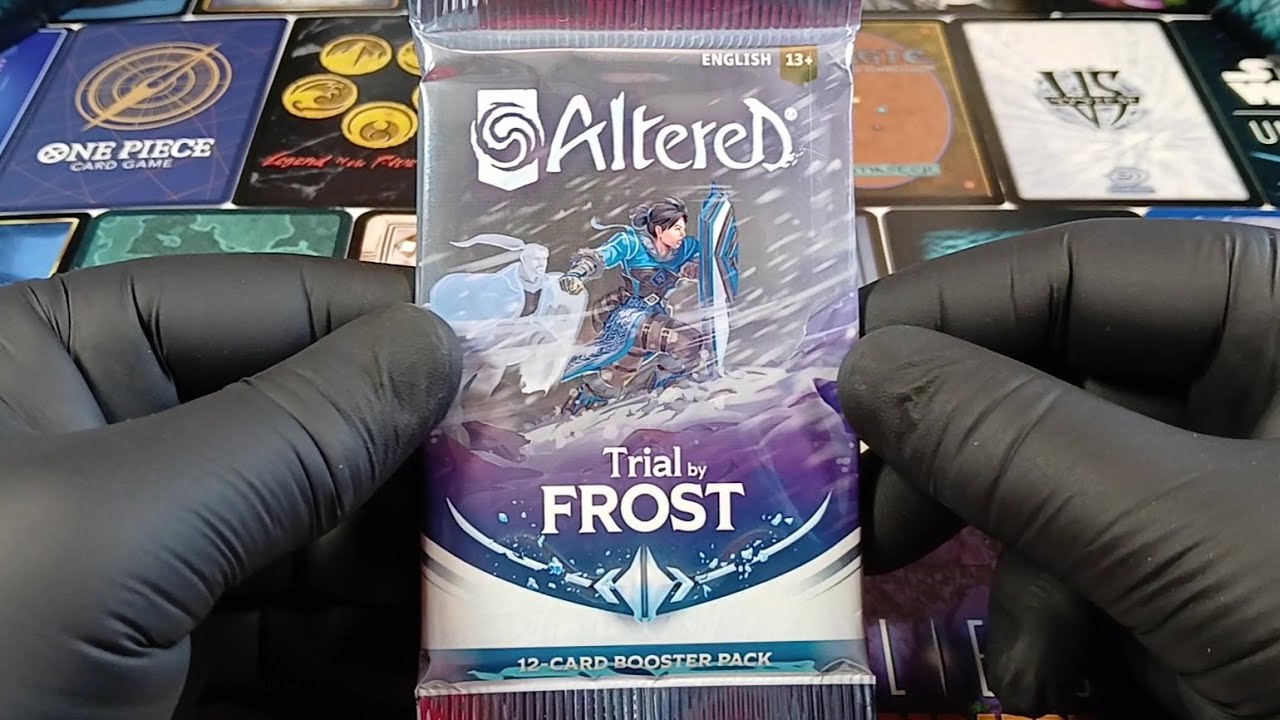 ENGLISH 13+
Altered®
Trial by
FROST
12-CARD BOOSTER PACK
ONE PIECE
CARD GAME